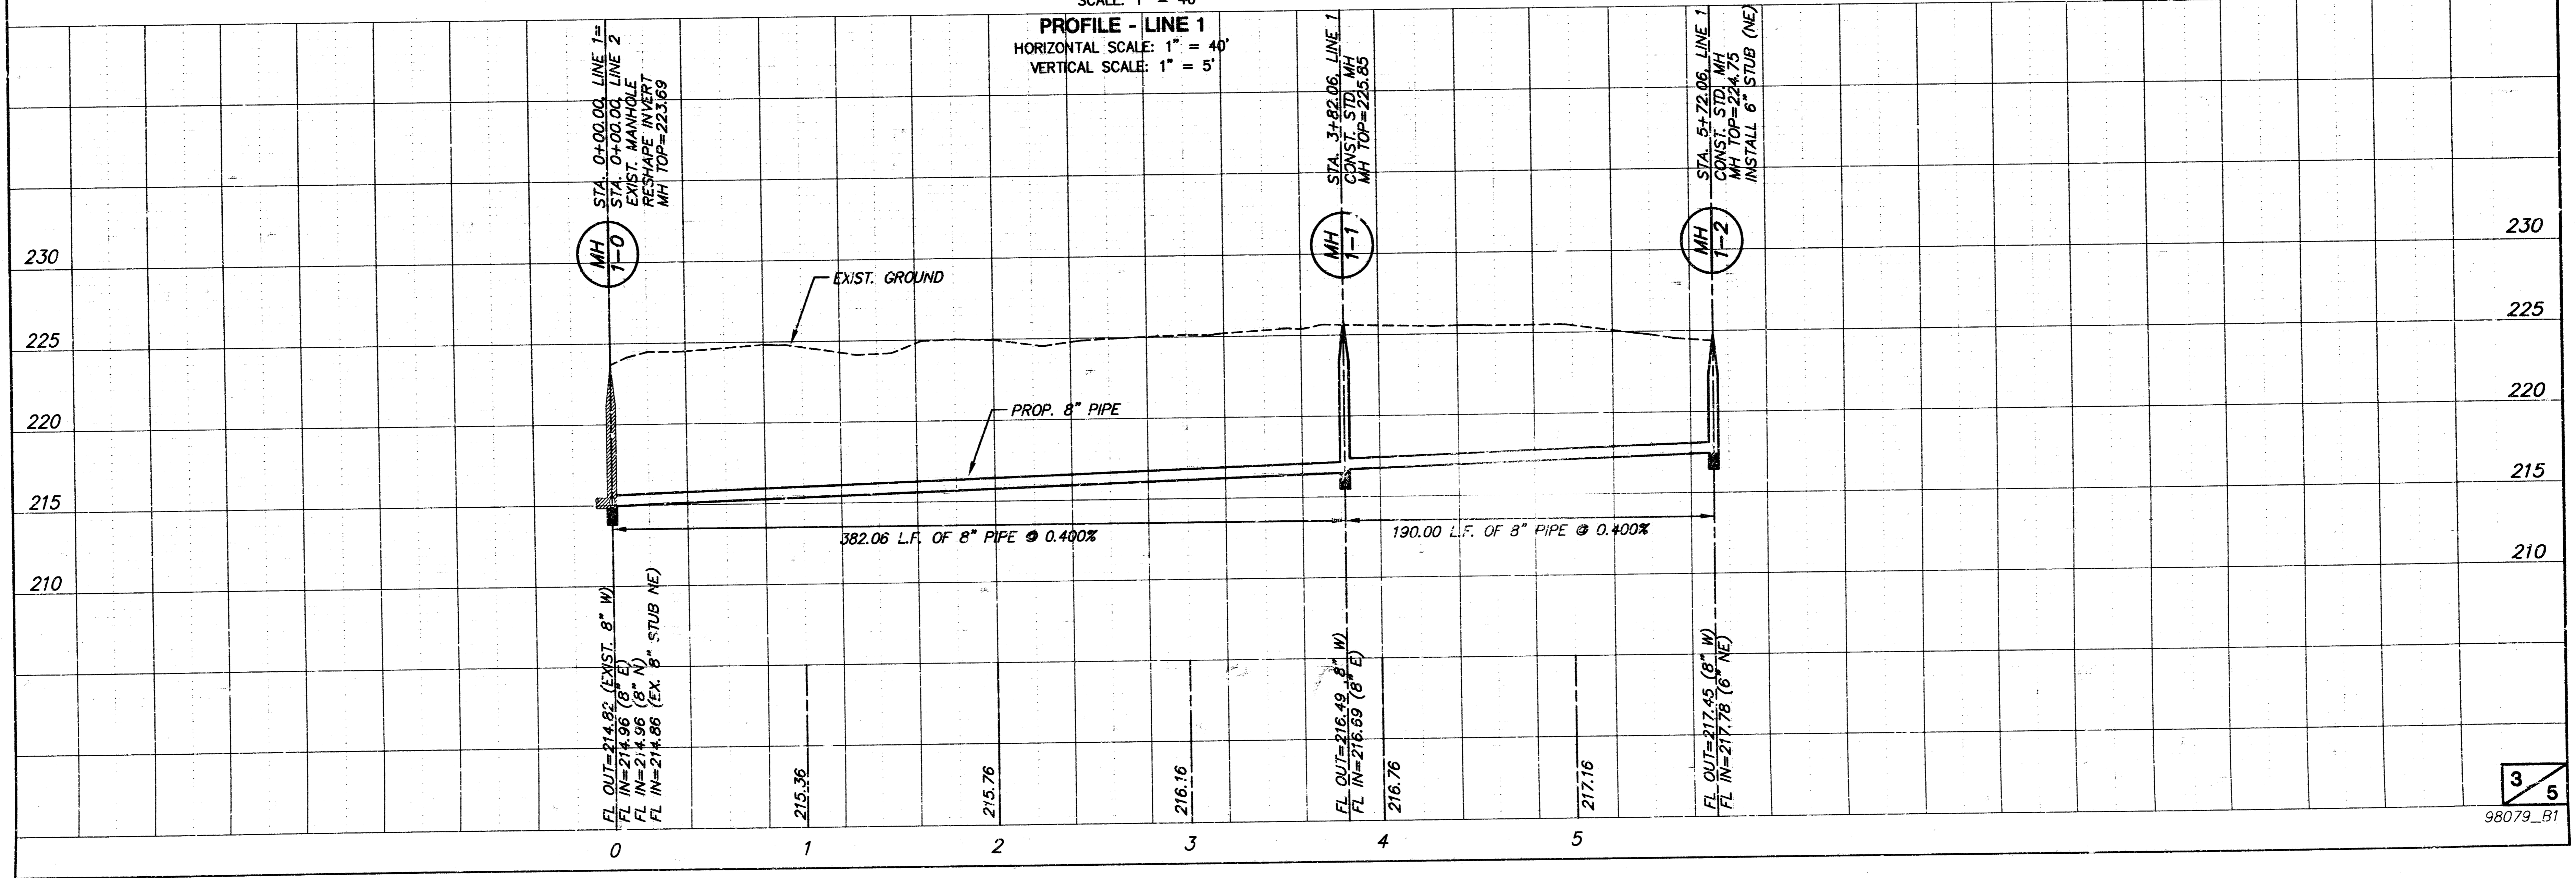 SCALE: 1" = 40'
PROFILE - LINE 1
HORIZONTAL SCALE: 1" = 40'
VERTICAL SCALE: 1" = 5'
STA. 0+00.00, LINE 1=
STA. 0+00.00, LINE 2
EXIST. MANHOLE
RESHAPE INVERT
MH TOP=223.69
STA. 3+82.06, LINE 1
CONST. STD. MH
MH TOP=225.85
STA. 5+72.06, LINE 1
CONST. STD. MH
MH TOP=224.75
INSTALL 6" STUB (NE)
MH
1-0
MH
1-1
MH
1-2
230
230
EXIST. GROUND
225
225
220
220
PROP. 8" PIPE
215
215
382.06 L.F. OF 8" PIPE @ 0.400%
190.00 L.F. OF 8" PIPE @ 0.400%
210
210
FL OUT=214.82 (EXIST. 8" W)
FL IN=214.96 (8" E)
FL IN=214.96 (8" N)
FL IN=214.86 (EX. 8" STUB NE)
215.36
215.76
216.16
FL OUT=216.49 (8" W)
FL IN=216.69 (8" E)
216.76
217.16
FL OUT=217.45 (8" W)
FL IN=217.78 (6" NE)
3/5
98079_B1
0 1 2 3 4 5